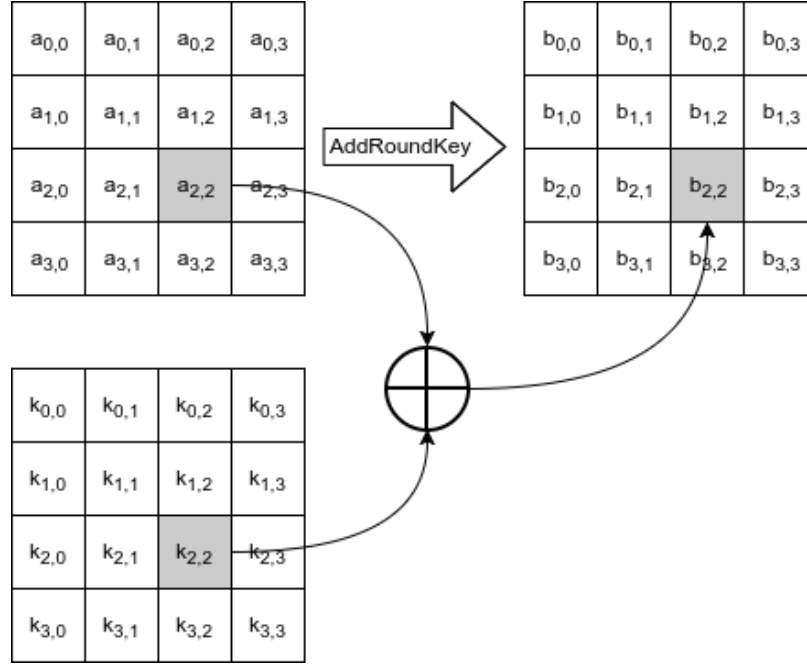 a0,0 a0,1 a0,2 a0,3
b0,0 b0,1 b0,2 b0,3
a1,0 a1,1 a1,2 a1,3
AddRoundKey
b1,0 b1,1 b1,2 b1,3
a2,0 a2,1 a2,2 a2,3
b2,0 b2,1 b2,2 b2,3
a3,0 a3,1 a3,2 a3,3
b3,0 b3,1 b3,2 b3,3
k0,0 k0,1 k0,2 k0,3
k1,0 k1,1 k1,2 k1,3
k2,0 k2,1 k2,2 k2,3
k3,0 k3,1 k3,2 k3,3